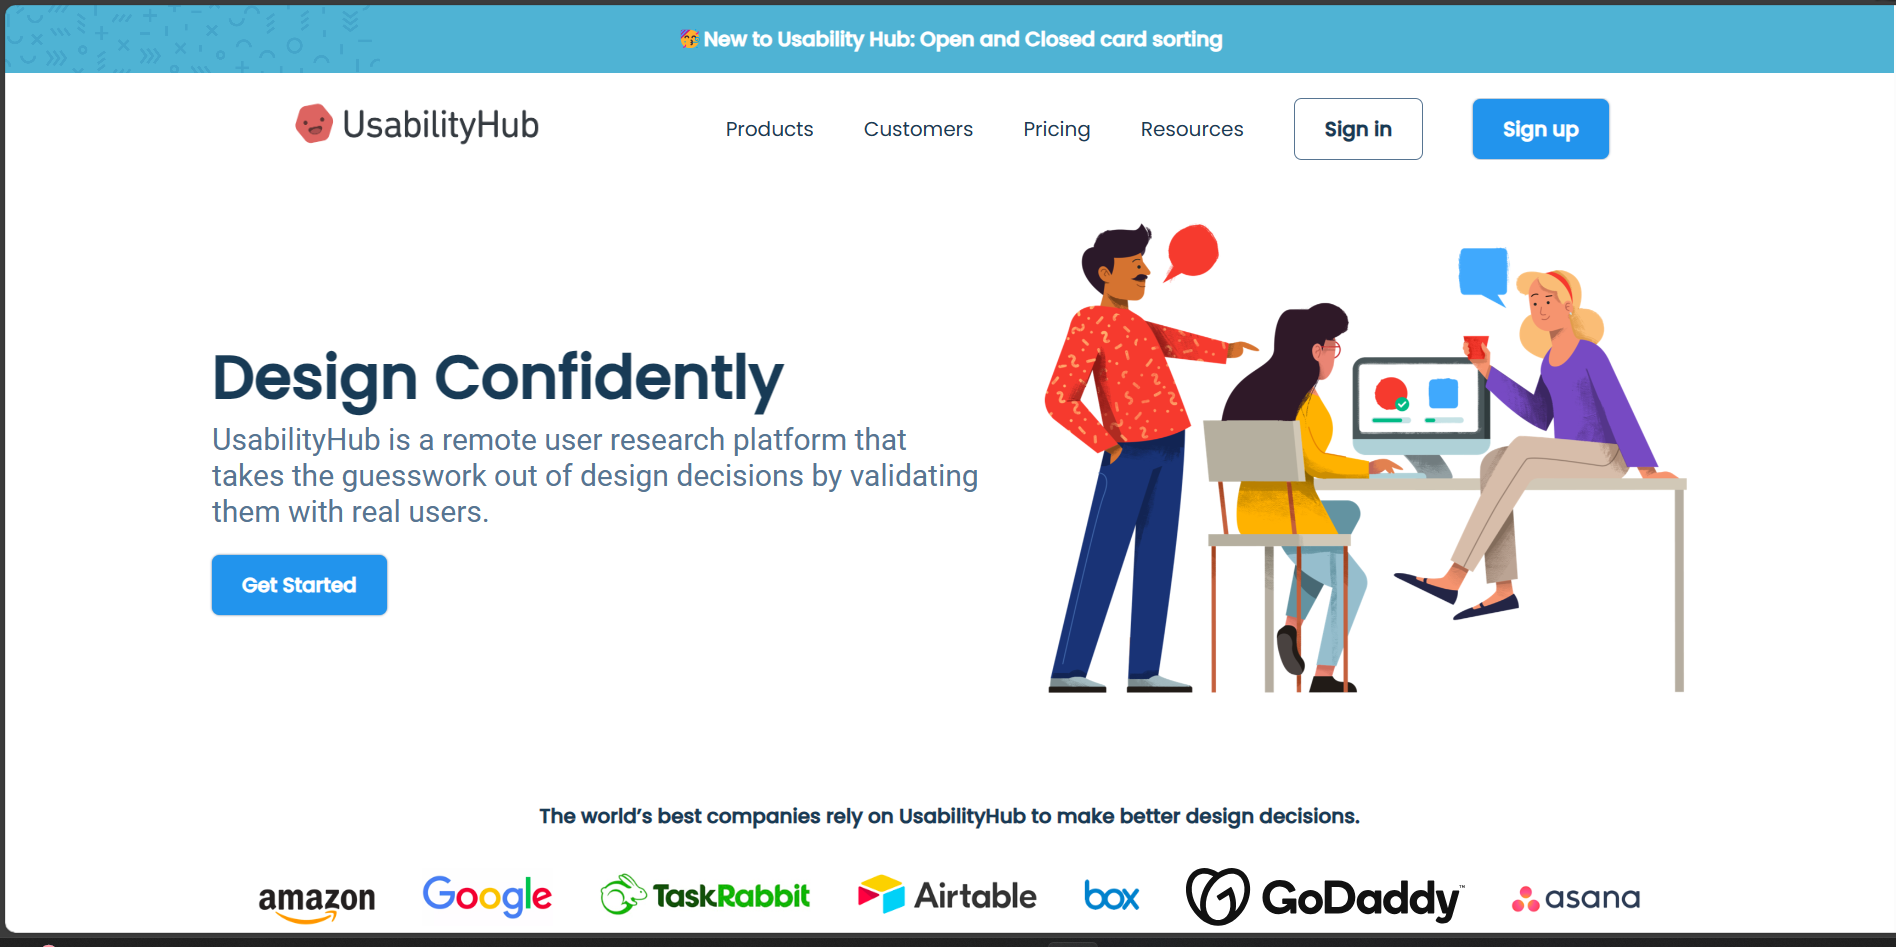 🥳 New to Usability Hub: Open and Closed card sorting
UsabilityHub
Products
Customers
Pricing
Resources
Sign in
Sign up
Design Confidently
UsabilityHub is a remote user research platform that
takes the guesswork out of design decisions by validating
them with real users.
Get Started
The world’s best companies rely on UsabilityHub to make better design decisions.
amazon
Google
TaskRabbit
Airtable
box
GoDaddy™
asana